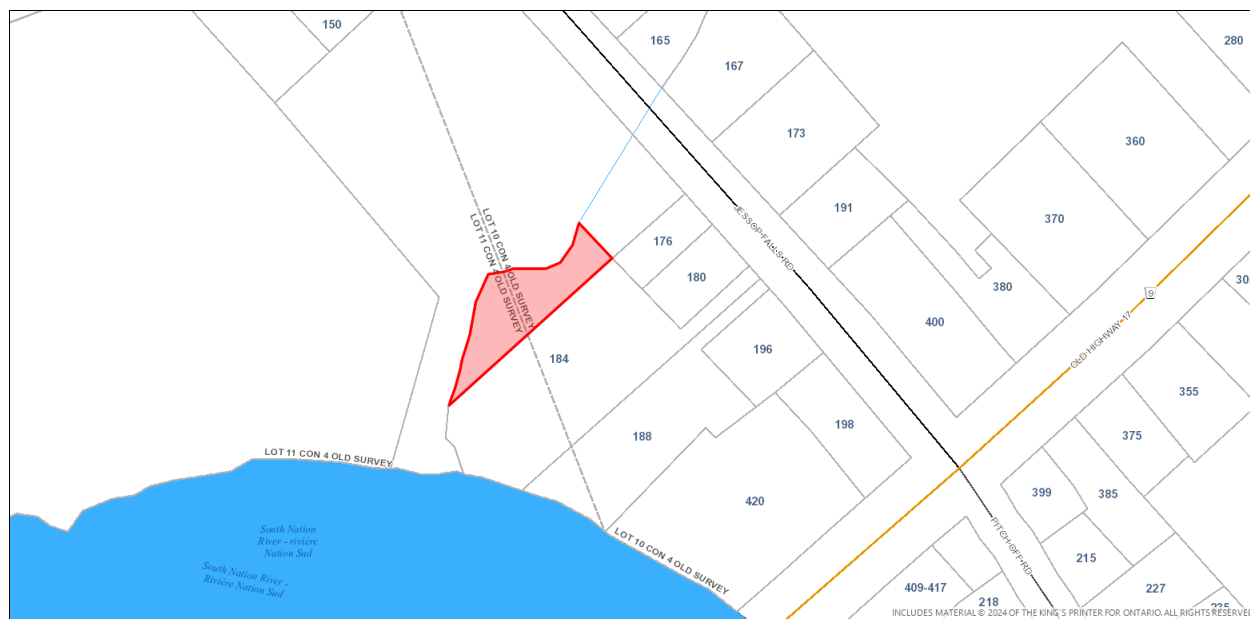 150
165
167
280
173
360
191
370
176
180
380
305
400
196
184
355
375
198
188
399
385
420
215
227
409-417
218
235
LOT 10 CON 4 OLD SURVEY
LOT 11 CON 4 OLD SURVEY
JESSOP FALLS RD
9
OLD HIGHWAY 17
PITCH-OFF RD
LOT 11 CON 4 OLD SURVEY
LOT 10 CON 4 OLD SURVEY
South Nation
River - rivière
Nation Sud
South Nation River -
Rivière Nation Sud
INCLUDES MATERIAL © 2024 OF THE KING'S PRINTER FOR ONTARIO. ALL RIGHTS RESERVED